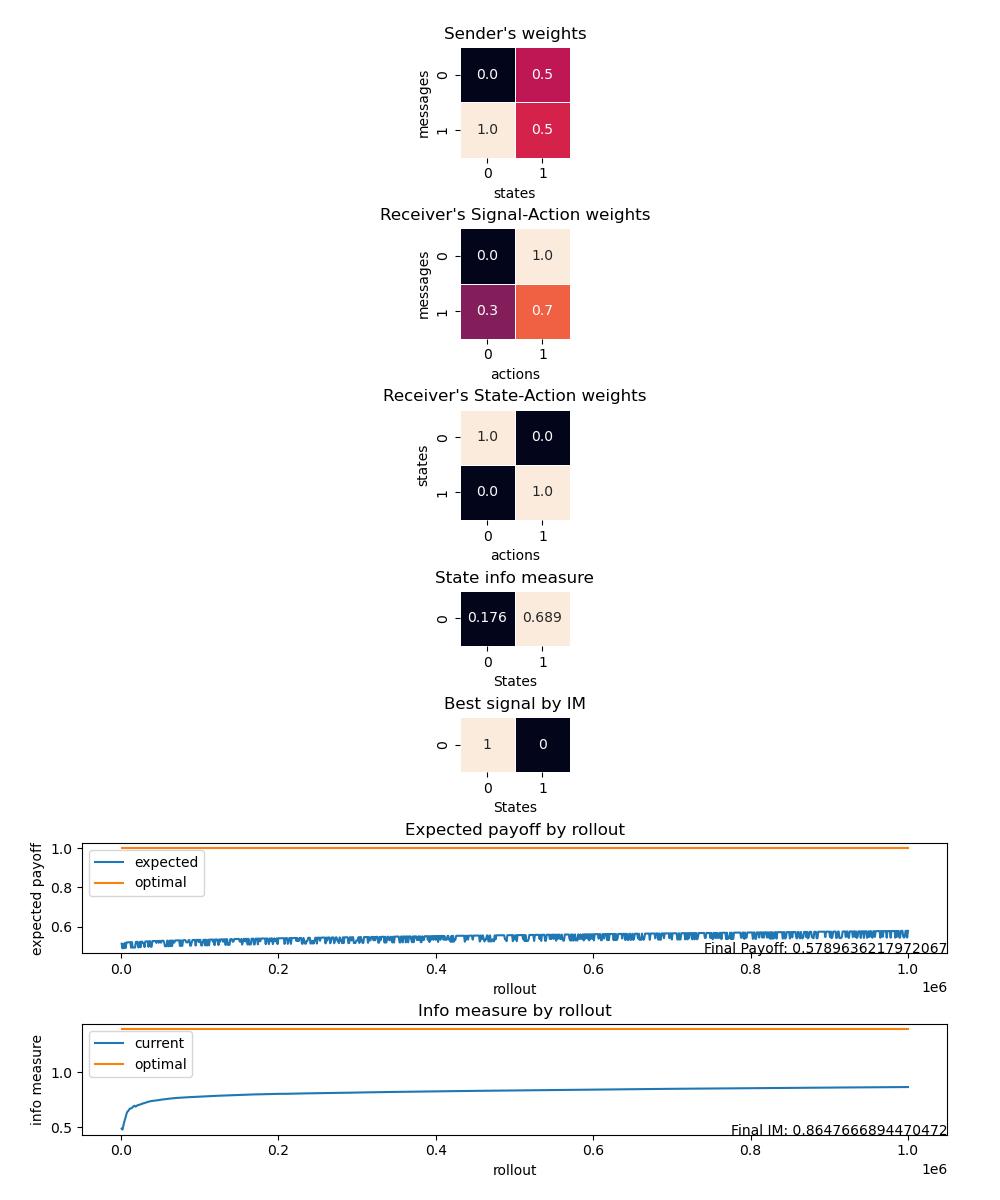 Sender's weights
messages
0
0.0 0.5
1
1.0 0.5
0 1
states
Receiver's Signal-Action weights
messages
0
0.0 1.0
1
0.3 0.7
0 1
actions
Receiver's State-Action weights
states
0
1.0 0.0
1
0.0 1.0
0 1
actions
State info measure
0
0.176 0.689
0 1
States
Best signal by IM
0
1 0
0 1
States
Expected payoff by rollout
expected payoff
1.0
0.8
0.6
expected
optimal
Final Payoff: 0.5789636217972067
0.0 0.2 0.4 0.6 0.8 1.0
1e6
rollout
Info measure by rollout
info measure
1.0
0.5
current
optimal
Final IM: 0.8647666894470472
0.0 0.2 0.4 0.6 0.8 1.0
1e6
rollout